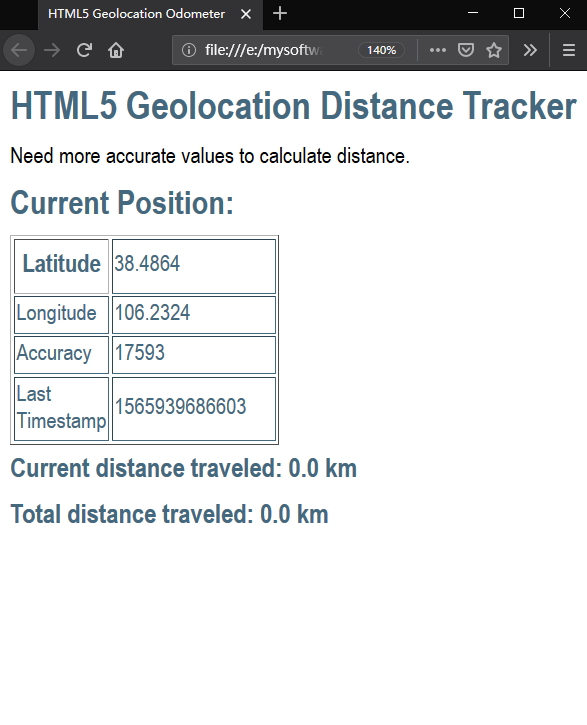 HTML5 Geolocation Odometer
file:///e:/mysoftw
140%
HTML5 Geolocation Distance Tracker
Need more accurate values to calculate distance.
Current Position:
Latitude 38.4864
Longitude 106.2324
Accuracy 17593
Last
Timestamp 1565939686603
Current distance traveled: 0.0 km
Total distance traveled: 0.0 km